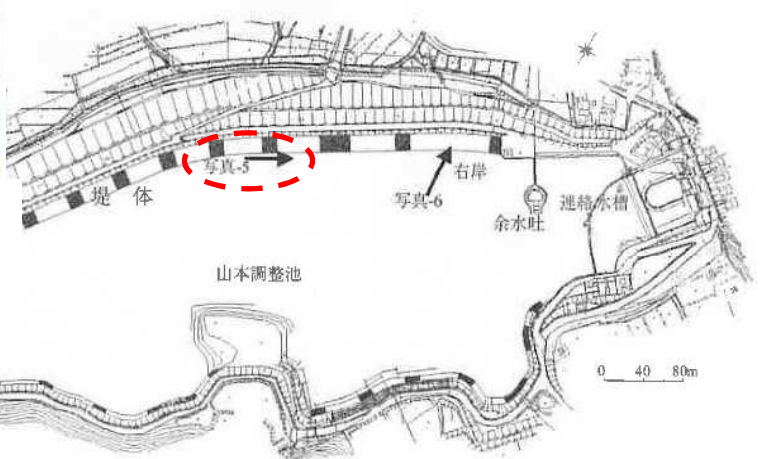 写真-5
堤 体
写真-6
右岸
余水吐
連絡水槽
山本調整池
0 40 80m